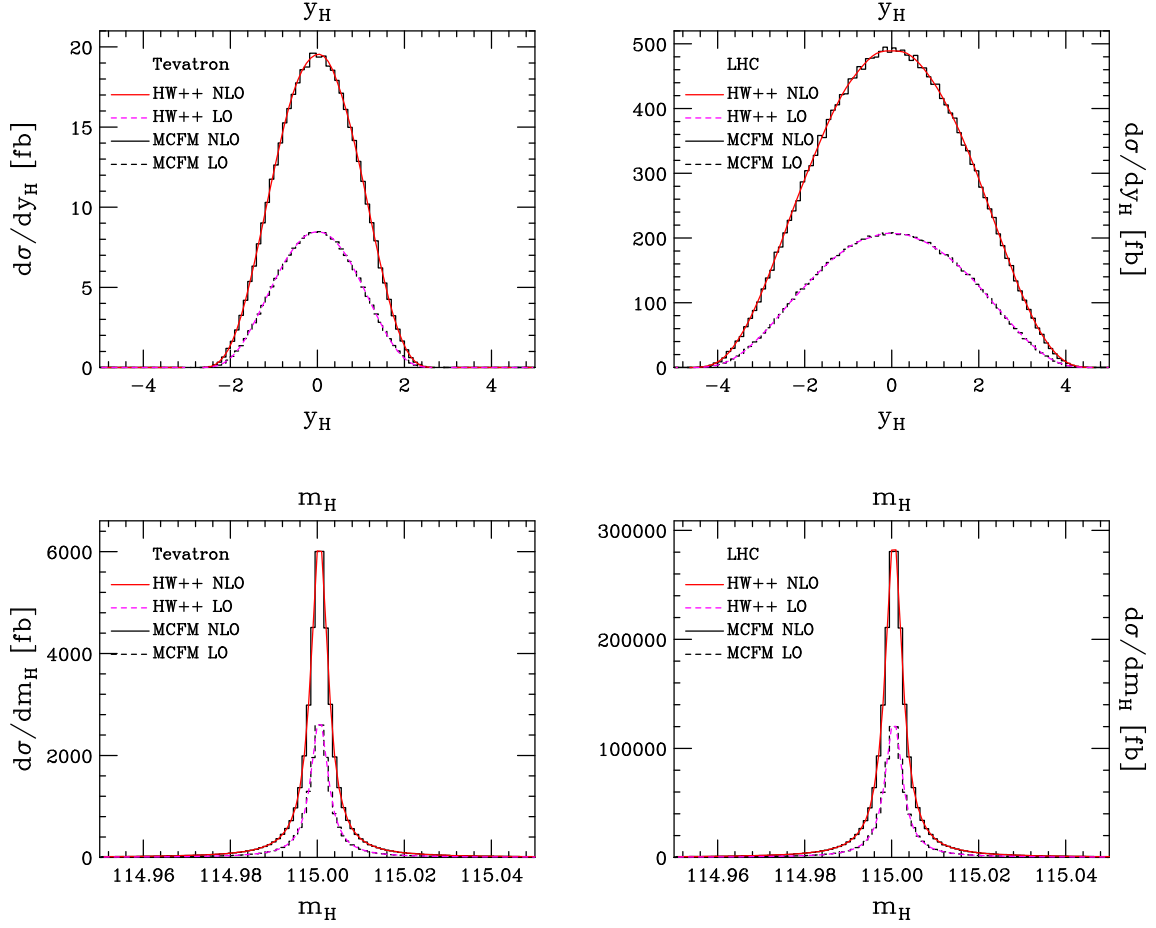 y_H
20
15
10
5
0
Tevatron
HW++ NLO
HW++ LO
MCFM NLO
MCFM LO
dσ/dy_H [fb]
−4 −2 0 2 4
y_H
y_H
500
400
300
200
100
0
LHC
HW++ NLO
HW++ LO
MCFM NLO
MCFM LO
dσ/dy_H [fb]
−4 −2 0 2 4
y_H
m_H
6000
4000
2000
0
Tevatron
HW++ NLO
HW++ LO
MCFM NLO
MCFM LO
dσ/dm_H [fb]
114.96 114.98 115.00 115.02 115.04
m_H
m_H
300000
200000
100000
0
LHC
HW++ NLO
HW++ LO
MCFM NLO
MCFM LO
dσ/dm_H [fb]
114.96 114.98 115.00 115.02 115.04
m_H